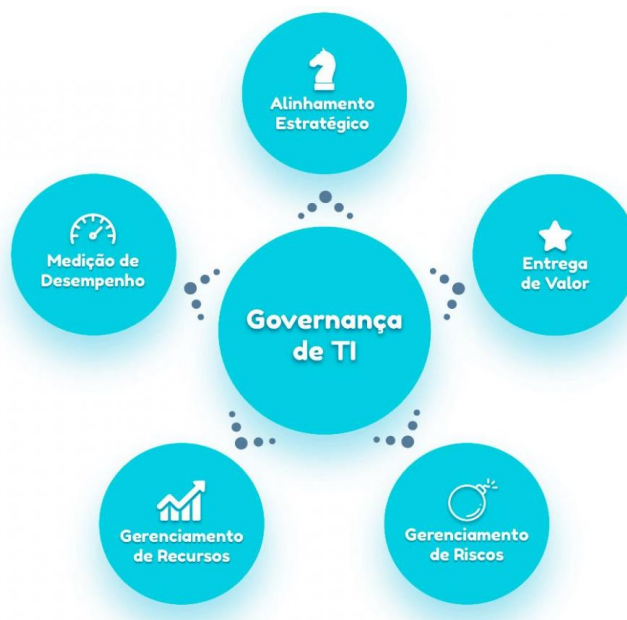 Alinhamento
Estratégico
Medição de
Desempenho
Entrega
de Valor
Governança
de TI
Gerenciamento
de Recursos
Gerenciamento
de Riscos